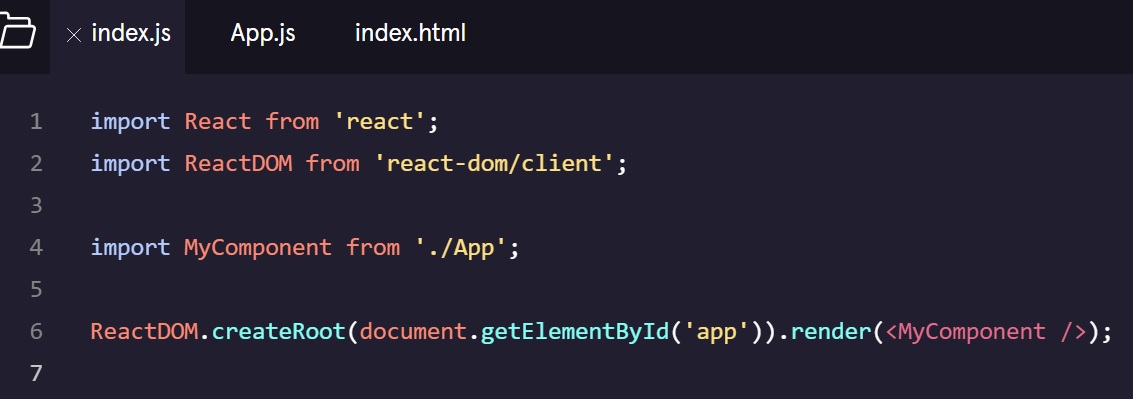 index.js App.js index.html
1 import React from 'react';
2 import ReactDOM from 'react-dom/client';
3
4 import MyComponent from './App';
5
6 ReactDOM.createRoot(document.getElementById('app')).render(<MyComponent />);
7